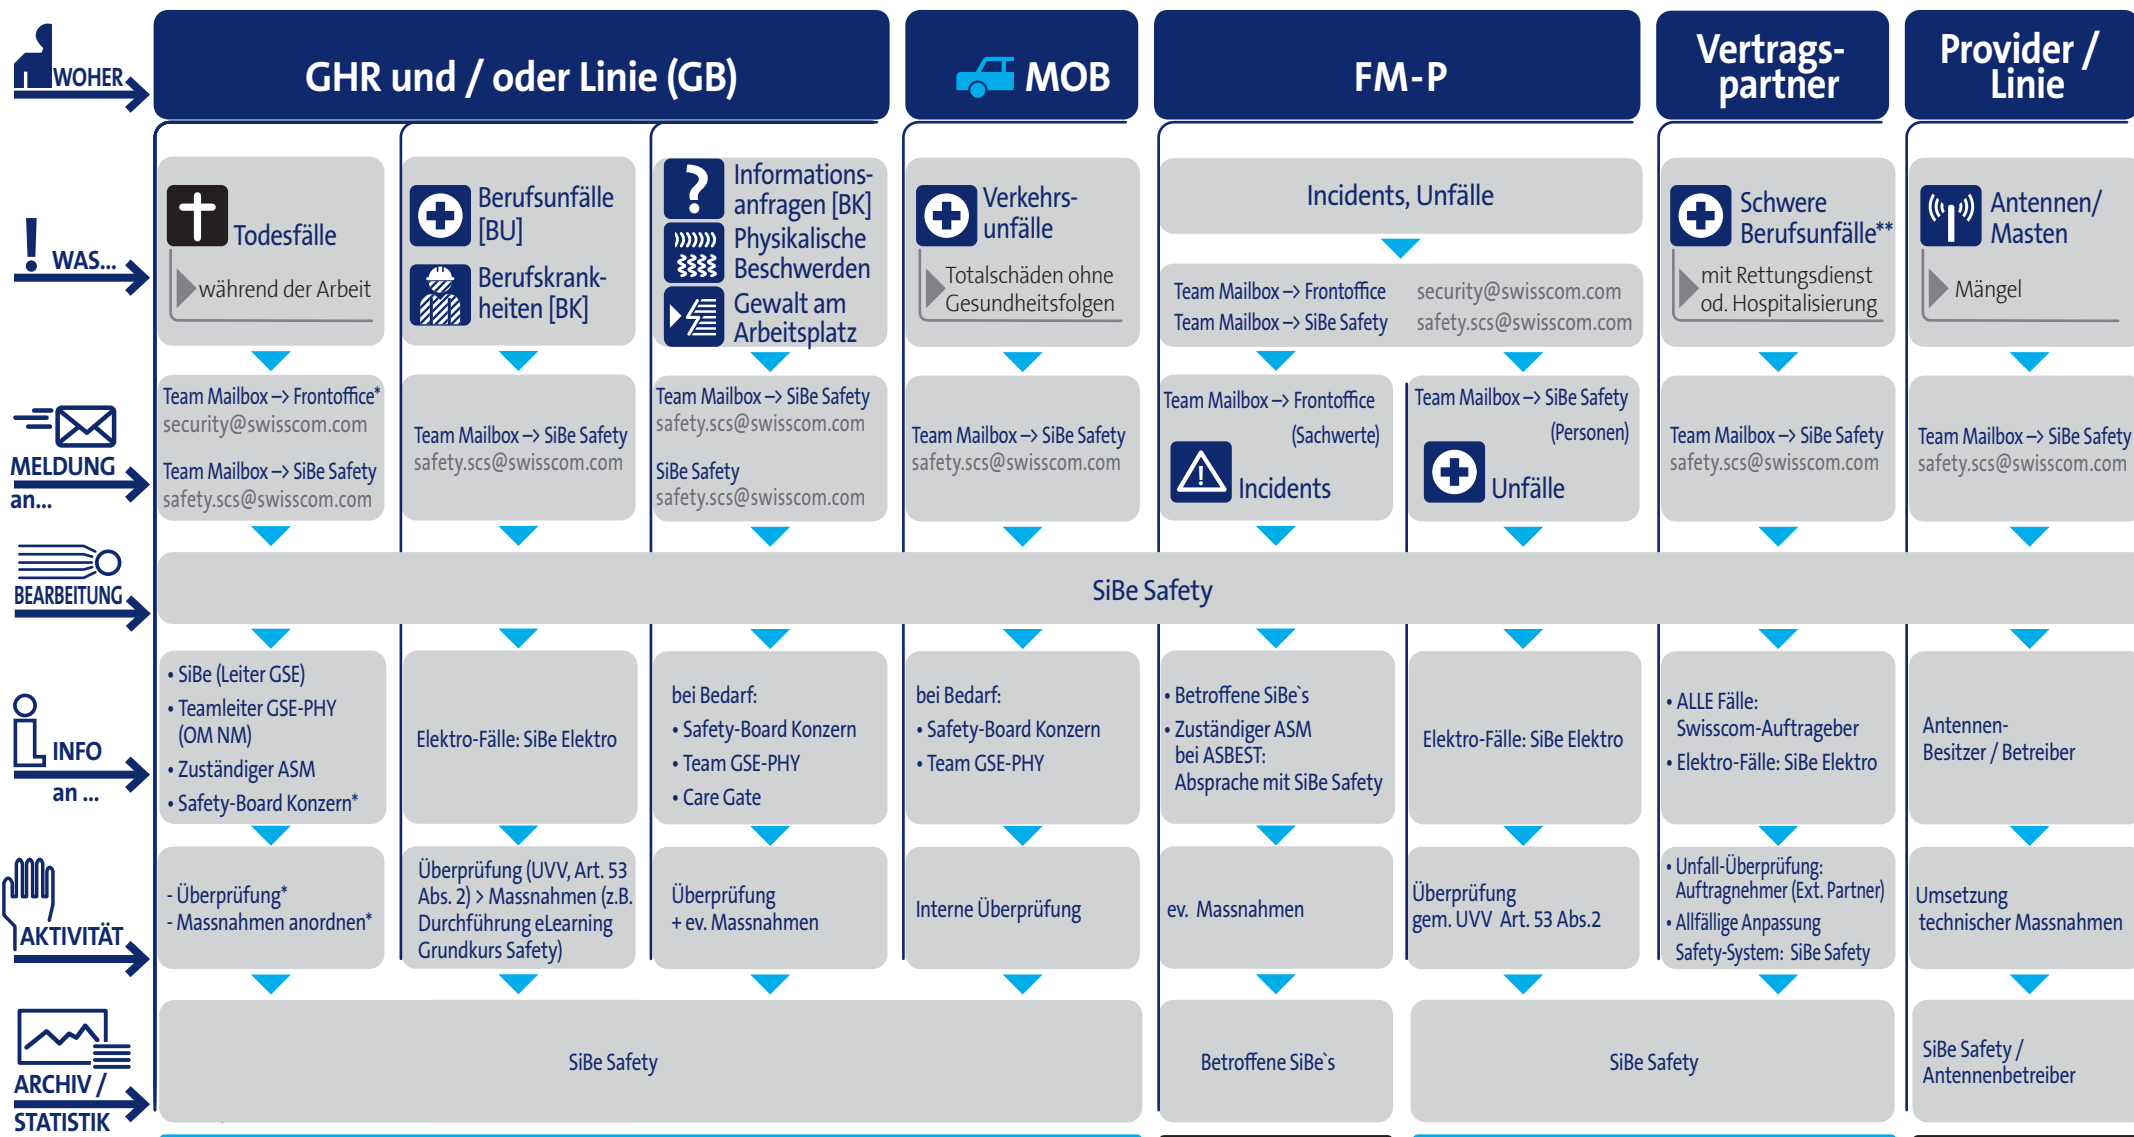 WOHER
GHR und / oder Linie (GB)
MOB
FM-P
Vertrags-
partner
Provider /
Linie
WAS...
Todesfälle
während der Arbeit
Berufsunfälle
[BU]
Berufskrank-
heiten [BK]
Informations-
anfragen [BK]
Physikalische
Beschwerden
Gewalt am
Arbeitsplatz
Verkehrs-
unfälle
Totalschäden ohne
Gesundheitsfolgen
Incidents, Unfälle
Team Mailbox –> Frontoffice security@swisscom.com
Team Mailbox –> SiBe Safety safety.scs@swisscom.com
Schwere
Berufsunfälle**
mit Rettungsdienst
od. Hospitalisierung
Antennen/
Masten
Mängel
MELDUNG
an...
Team Mailbox –> Frontoffice*
security@swisscom.com
Team Mailbox –> SiBe Safety
safety.scs@swisscom.com
Team Mailbox –> SiBe Safety
safety.scs@swisscom.com
Team Mailbox –> SiBe Safety
safety.scs@swisscom.com
SiBe Safety
safety.scs@swisscom.com
Team Mailbox –> SiBe Safety
safety.scs@swisscom.com
Team Mailbox –> Frontoffice
(Sachwerte)
Incidents
Team Mailbox –> SiBe Safety
(Personen)
Unfälle
Team Mailbox –> SiBe Safety
safety.scs@swisscom.com
Team Mailbox –> SiBe Safety
safety.scs@swisscom.com
BEARBEITUNG
SiBe Safety
INFO
an ...
• SiBe (Leiter GSE)
• Teamleiter GSE-PHY
(OM NM)
• Zuständiger ASM
• Safety-Board Konzern*
Elektro-Fälle: SiBe Elektro
bei Bedarf:
• Safety-Board Konzern
• Team GSE-PHY
• Care Gate
bei Bedarf:
• Safety-Board Konzern
• Team GSE-PHY
• Betroffene SiBe`s
• Zuständiger ASM
bei ASBEST:
Absprache mit SiBe Safety
Elektro-Fälle: SiBe Elektro
• ALLE Fälle:
Swisscom-Auftrageber
• Elektro-Fälle: SiBe Elektro
Antennen-
Besitzer / Betreiber
AKTIVITÄT
- Überprüfung*
- Massnahmen anordnen*
Überprüfung (UVV, Art. 53
Abs. 2) > Massnahmen (z.B.
Durchführung eLearning
Grundkurs Safety)
Überprüfung
+ ev. Massnahmen
Interne Überprüfung
ev. Massnahmen
Überprüfung
gem. UVV Art. 53 Abs.2
• Unfall-Überprüfung:
Auftragnehmer (Ext. Partner)
• Allfällige Anpassung
Safety-System: SiBe Safety
Umsetzung
technischer Massnahmen
ARCHIV /
STATISTIK
SiBe Safety
Betroffene SiBe`s
SiBe Safety
SiBe Safety /
Antennenbetreiber